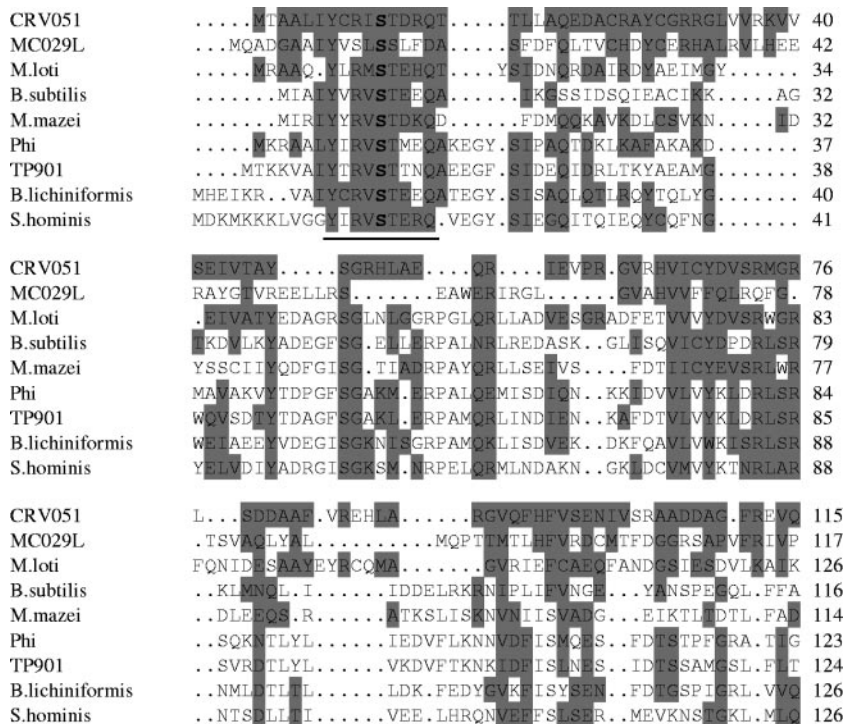 CRV051 .....MTAALIYCRISTDRQT.....TLLAQEDACRAYCGRRGLVVRKVV 40
MC029L ...MQADGAAIYVSLSSLFDA.....SFDFQLTVCHDYCERHALRVLHEE 42
M.loti .....MRAAQ.YLRMSTEHQT....YSIDNQRDAIRDYAEIMGY...... 34
B.subtilis .......MIAIYVRVSTEEQA.....IKGSSIDSQIEACIKK.....AG 32
M.mazei .......MIRIYYRVSTDKQD.....FDMQQKAVKDLCSVKN.....ID 32
Phi .....MKRAALYIRVSTMEQAKEGY.SIPAQTDKLKAFAKAKD....... 37
TP901 ....MTKKVAIYTRVSTTNQAEEGF.SIDEQIDRLTKYAEAMG....... 38
B.lichiniformis MHEIKR..VAIYCRVSTEEQATEGY.SISAQLQTLRQYTQLYG....... 40
S.hominis MDKMKKKLVGGYIRVSTERQ.VEGY.SIEGQITQIEQYCQFNG....... 41
CRV051 SEIVTAY.....SGRHLAE....QR....IEVPR.GVRHVICYDVSRMGR 76
MC029L RAYGTVREELLRS.......EAWERIRGL......GVAHVVFFQLRQFG. 78
M.loti .EIVATYEDAGRSGLNLGGRPGLQRLLADVESGRADFETVVVYDVSRWGR 83
B.subtilis TKDVLKYADEGFSG.ELLERPALNRLREDASK..GLISQVICYDPDRLSR 79
M.mazei YSSCIIYQDFGISG.TIADRPAYQRLLSEIVS....FDTIICYEVSRLWR 77
Phi MAVAKVYTDPGFSGAKM.ERPALQEMISDIQN..KKIDVVLVYKLDRLSR 84
TP901 WQVSDTYTDAGFSGAKL.ERPAMQRLINDIEN..KAFDTVLVYKLDRLSR 85
B.lichiniformis WEIAEEYVDEGISGKNISGRPAMQKLISDVEK..DKFQAVLVWKISRLSR 88
S.hominis YELVDIYADRGISGKSM.NRPELQRMLNDAKN..GKLDCVMVYKTNRLAR 88
CRV051 L...SDDAAF.VREHLA......RGVQFHFVSENIVSRAADDAG.FREVQ 115
MC029L .TSVAQLYAL........MQPTTMTLHFVRDCMTFDGGRSAPVFRIVP 117
M.loti FQNIDESAAYEYRCQMA......GVRIEFCAEQFANDGSIESDVLKAIK 126
B.subtilis ..KLMNQL.I.....IDDELRKRNIPLIFVNGE...YANSPEGQL.FFA 116
M.mazei ..DLEEQS.R......ATKSLISKNVNIISVADG...EIKTLTDTL.FAD 114
Phi ..SQKNTLYL.....IEDVFLKNNVDFISMQES...FDTSTPFGRA.TIG 123
TP901 ..SVRDTLYL.....VKDVFTKNKIDFISLNES...IDTSSAMGSL.FLT 124
B.lichiniformis ..NMLDTLTL.....LDK.FEDYGVKFISYSEN...FDTGSPIGRL.VVQ 126
S.hominis ..NTSDLLTI.....VEE.LHRQNVEFFSLSER...MEVKNSTGKL.MLQ 126